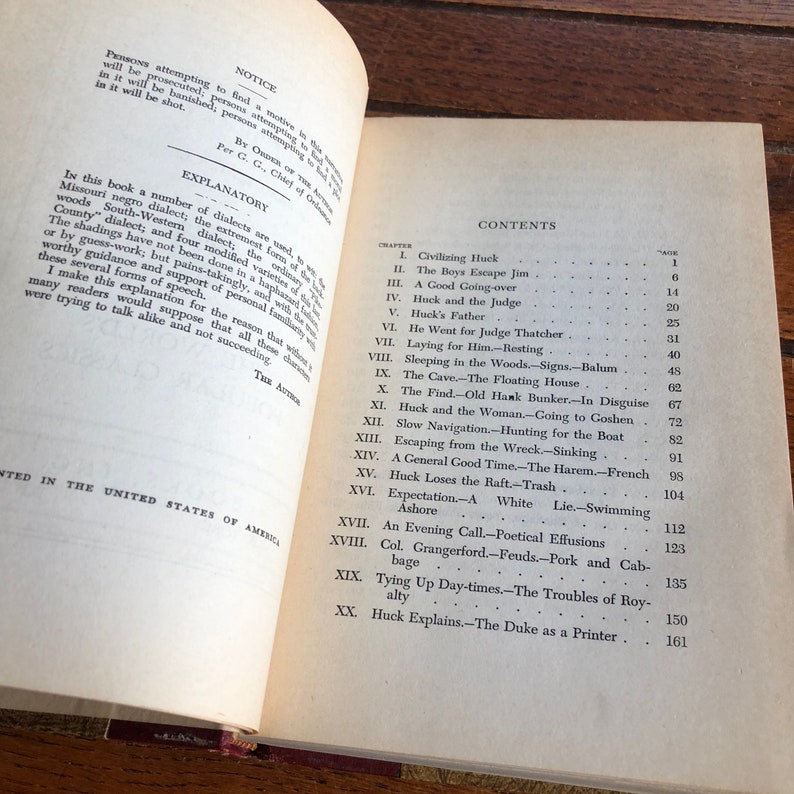 NOTICE
PERSONS attempting to find a motive in this narrative
will be prosecuted; persons attempting to find a moral
in it will be banished; persons attempting to find a plot
in it will be shot.
BY ORDER OF THE AUTHOR
Per G. G., Chief of Ordnance
EXPLANATORY
In this book a number of dialects are used, to wit: the
Missouri negro dialect; the extremest form of the back-
woods South-Western dialect; the ordinary "Pike-
County" dialect; and four modified varieties of this last.
The shadings have not been done in a haphazard fashion,
or by guess-work; but pains-takingly, and with the trust-
worthy guidance and support of personal familiarity with
these several forms of speech.
I make this explanation for the reason that without it
many readers would suppose that all these characters
were trying to talk alike and not succeeding.
THE AUTHOR
NTED IN THE UNITED STATES OF AMERICA
CONTENTS
CHAPTER PAGE
I. Civilizing Huck . . . . . . . . 1
II. The Boys Escape Jim . . . . . . . 6
III. A Good Going-over . . . . . . . 14
IV. Huck and the Judge . . . . . . . 20
V. Huck's Father . . . . . . . . 25
VI. He Went for Judge Thatcher . . . . . 31
VII. Laying for Him.—Resting . . . . . . 40
VIII. Sleeping in the Woods.—Signs.—Balum . . 48
IX. The Cave.—The Floating House . . . . 62
X. The Find.—Old Hank Bunker.—In Disguise 67
XI. Huck and the Woman.—Going to Goshen . 72
XII. Slow Navigation.—Hunting for the Boat . 82
XIII. Escaping from the Wreck.—Sinking . . . 91
XIV. A General Good Time.—The Harem.—French 98
XV. Huck Loses the Raft.—Trash . . . . . 104
XVI. Expectation.—A White Lie.—Swimming
Ashore . . . . . . . . 112
XVII. An Evening Call.—Poetical Effusions . . 123
XVIII. Col. Grangerford.—Feuds.—Pork and Cab-
bage . . . . . . . . . 135
XIX. Tying Up Day-times.—The Troubles of Roy-
alty . . . . . . . . . 150
XX. Huck Explains.—The Duke as a Printer . . 161